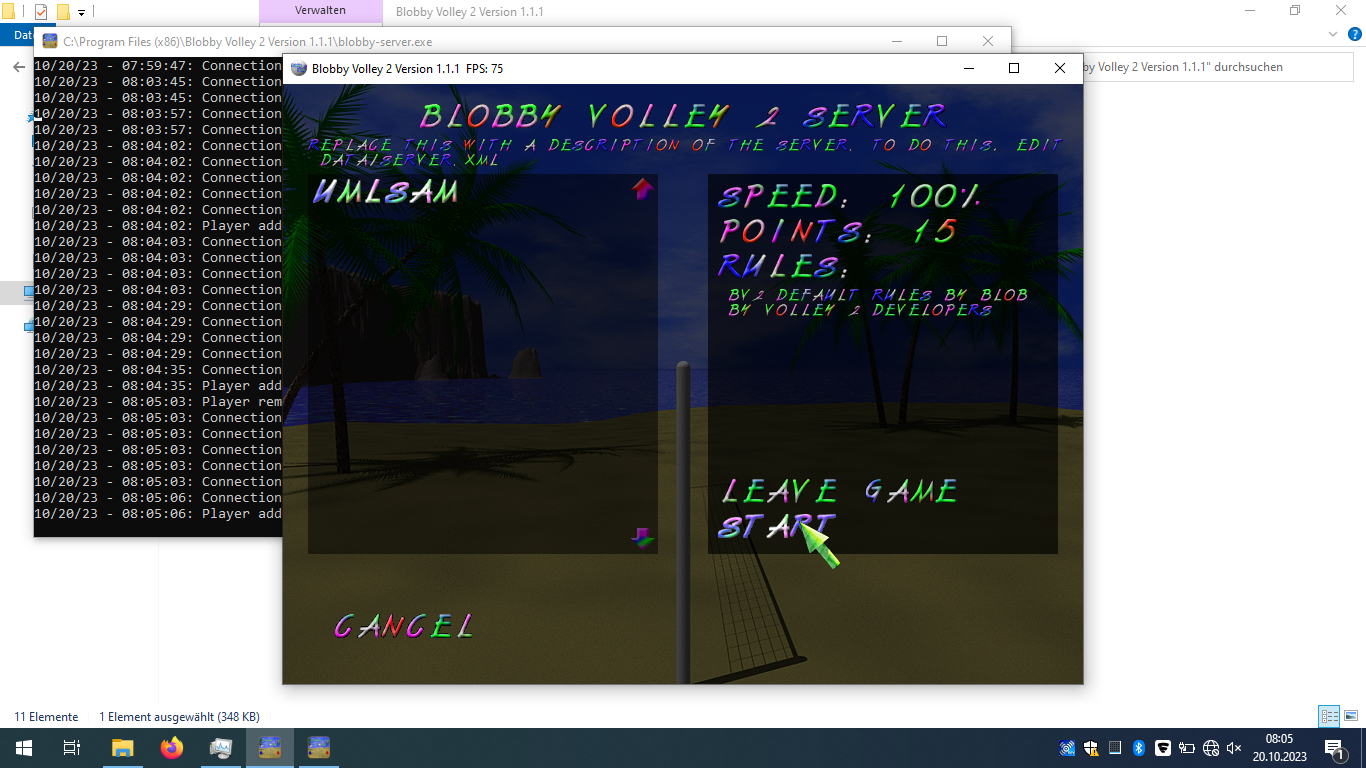 Verwalten
Blobby Volley 2 Version 1.1.1
Date
C:\Program Files (x86)\Blobby Volley 2 Version 1.1.1\blobby-server.exe
by Volley 2 Version 1.1.1" durchsuchen
10/20/23 - 07:59:47: Connection
10/20/23 - 08:03:45: Connection
10/20/23 - 08:03:45: Connection
10/20/23 - 08:03:57: Connection
10/20/23 - 08:03:57: Connection
10/20/23 - 08:04:02: Connection
10/20/23 - 08:04:02: Connection
10/20/23 - 08:04:02: Connection
10/20/23 - 08:04:02: Connection
10/20/23 - 08:04:02: Connection
10/20/23 - 08:04:02: Player add
10/20/23 - 08:04:03: Connection
10/20/23 - 08:04:03: Connection
10/20/23 - 08:04:03: Connection
10/20/23 - 08:04:03: Connection
10/20/23 - 08:04:29: Connection
10/20/23 - 08:04:29: Connection
10/20/23 - 08:04:29: Connection
10/20/23 - 08:04:29: Connection
10/20/23 - 08:04:35: Connection
10/20/23 - 08:04:35: Player add
10/20/23 - 08:05:03: Player rem
10/20/23 - 08:05:03: Connection
10/20/23 - 08:05:03: Connection
10/20/23 - 08:05:03: Connection
10/20/23 - 08:05:03: Connection
10/20/23 - 08:05:03: Connection
10/20/23 - 08:05:06: Connection
10/20/23 - 08:05:06: Player add
Blobby Volley 2 Version 1.1.1 FPS: 75
BLOBBY VOLLEY 2 SERVER
REPLACE THIS WITH A DESCRIPTION OF THE SERVER. TO DO THIS, EDIT
DATA/SERVER.XML
UMLSAM
SPEED: 100%
POINTS: 15
RULES:
BV2 DEFAULT RULES BY BLOB
BY VOLLEY 2 DEVELOPERS
LEAVE GAME
START
CANCEL
11 Elemente
1 Element ausgewählt (348 KB)
08:05
20.10.2023
1